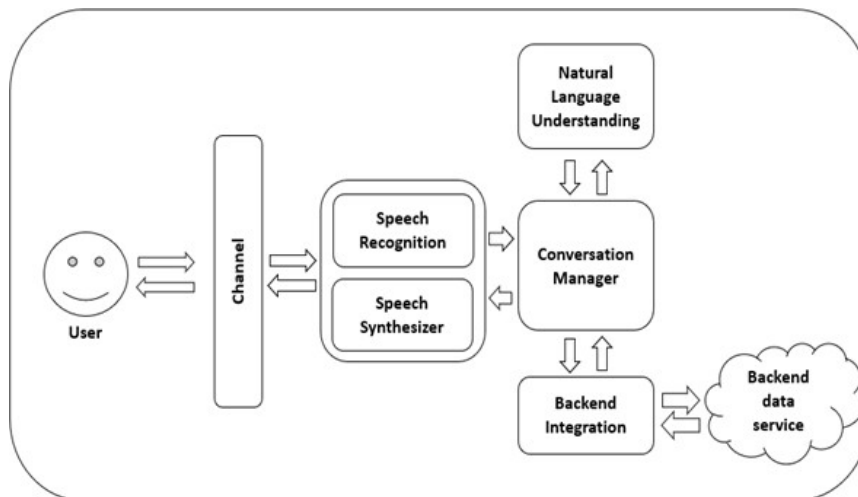 Natural
Language
Understanding
Speech
Recognition
Channel
Conversation
Manager
User
Speech
Synthesizer
Backend
Integration
Backend
data
service